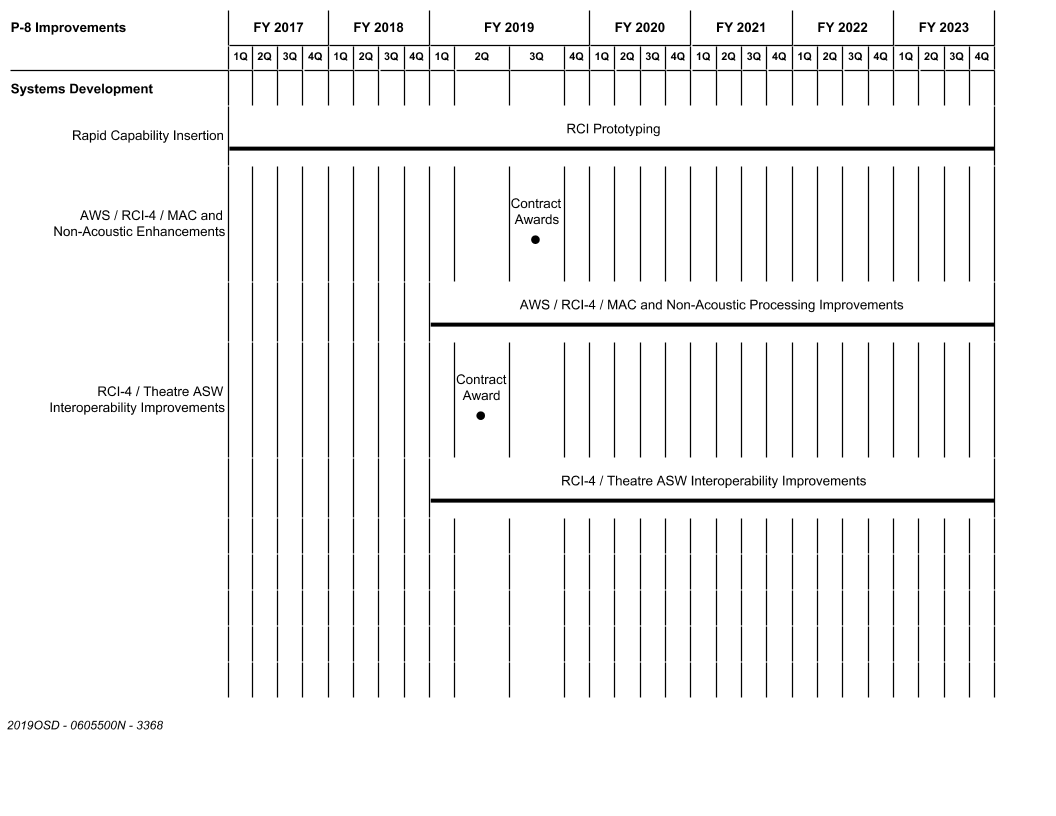 P-8 Improvements FY 2017 FY 2018 FY 2019 FY 2020 FY 2021 FY 2022 FY 2023
1Q 2Q 3Q 4Q 1Q 2Q 3Q 4Q 1Q 2Q 3Q 4Q 1Q 2Q 3Q 4Q 1Q 2Q 3Q 4Q 1Q 2Q 3Q 4Q 1Q 2Q 3Q 4Q
Systems Development
Rapid Capability Insertion
RCI Prototyping
AWS / RCI-4 / MAC and
Non-Acoustic Enhancements
Contract
Awards
AWS / RCI-4 / MAC and Non-Acoustic Processing Improvements
RCI-4 / Theatre ASW
Interoperability Improvements
Contract
Award
RCI-4 / Theatre ASW Interoperability Improvements
2019OSD - 0605500N - 3368